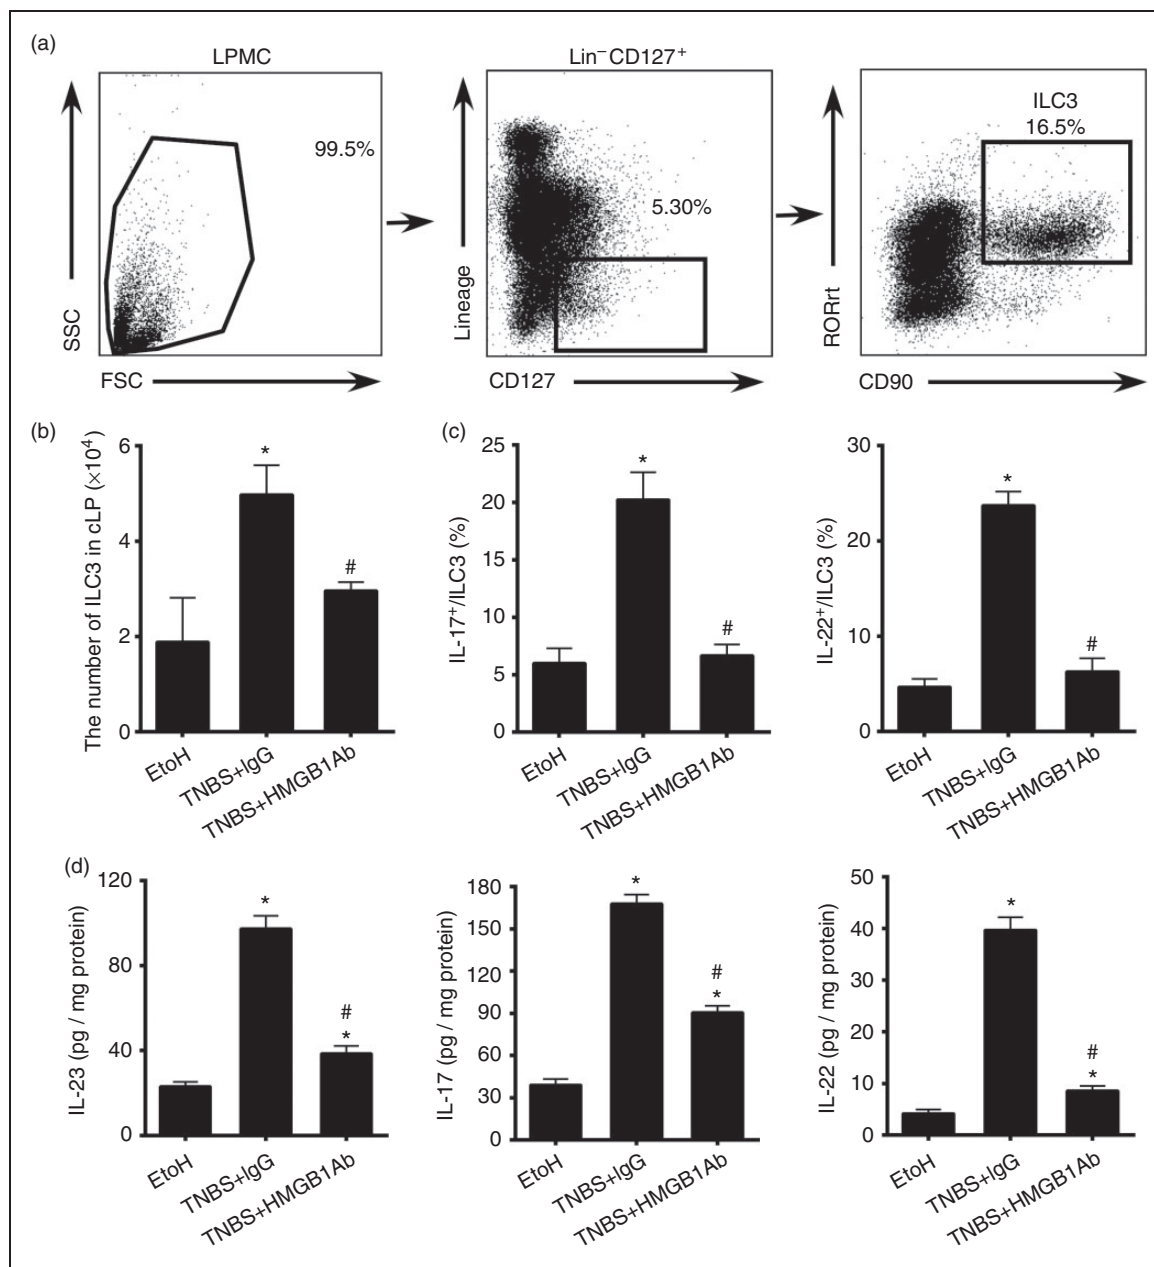 (a)
LPMC
99.5%
SSC
FSC
Lin⁻CD127⁺
5.30%
Lineage
CD127
ILC3
16.5%
RORrt
CD90
(b)
The number of ILC3 in cLP (×10⁴)
6
4
2
0
*
#
EtoH
TNBS+IgG
TNBS+HMGB1Ab
(c)
IL-17⁺/ILC3 (%)
25
20
15
10
5
0
*
#
EtoH
TNBS+IgG
TNBS+HMGB1Ab
IL-22⁺/ILC3 (%)
30
20
10
0
*
#
EtoH
TNBS+IgG
TNBS+HMGB1Ab
(d)
IL-23 (pg / mg protein)
120
80
40
0
*
#
*
EtoH
TNBS+IgG
TNBS+HMGB1Ab
IL-17 (pg / mg protein)
180
150
120
90
60
30
0
*
#
*
EtoH
TNBS+IgG
TNBS+HMGB1Ab
IL-22 (pg / mg protein)
50
40
30
20
10
0
*
#
*
EtoH
TNBS+IgG
TNBS+HMGB1Ab